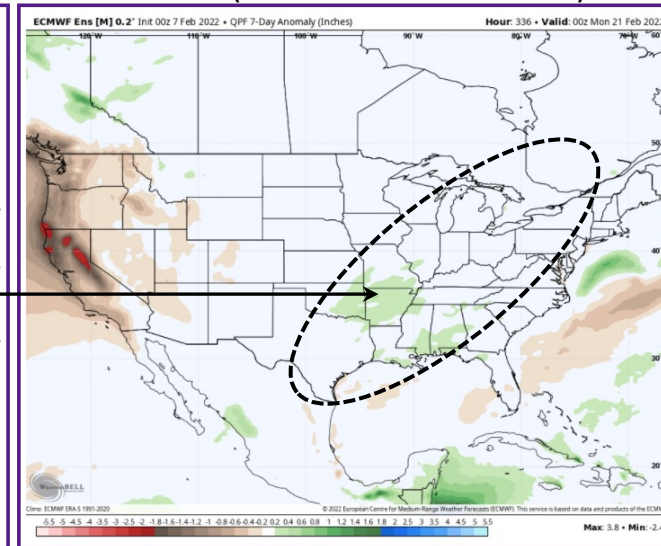 ECMWF Ens [M] 0.2° Init 00z 7 Feb 2022 • QPF 7-Day Anomaly (Inches) Hour: 336 • Valid: 00z Mon 21 Feb 2022
120°W 110°W 100°W 90°W 80°W 70°W 60°
50°
40°
30°
20°
WEATHERBELL
Climo: ECMWF ERA-5 1991-2020 © 2022 European Centre for Medium-Range Weather Forecasts (ECMWF). This service is based on data and products of the ECMWF
-5.5 -5 -4.5 -4 -3.5 -3 -2.5 -2 -1.8 -1.6 -1.4 -1.2 -1 -0.8 -0.6 -0.4 -0.2 0.2 0.4 0.6 0.8 1 1.2 1.4 1.6 1.8 2 2.5 3 3.5 4 4.5 5 5.5 Max: 3.8 • Min: -2.4